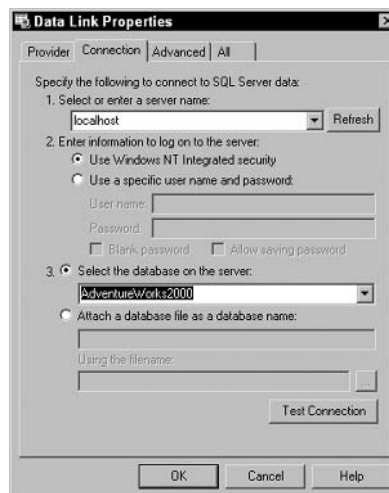 Data Link Properties
Provider Connection Advanced All
Specify the following to connect to SQL Server data:
1. Select or enter a server name:
localhost Refresh
2. Enter information to log on to the server:
Use Windows NT Integrated security
Use a specific user name and password:
User name:
Password:
Blank password Allow saving password
3. Select the database on the server:
AdventureWorks2000
Attach a database file as a database name:
Using the filename:
...
Test Connection
OK Cancel Help